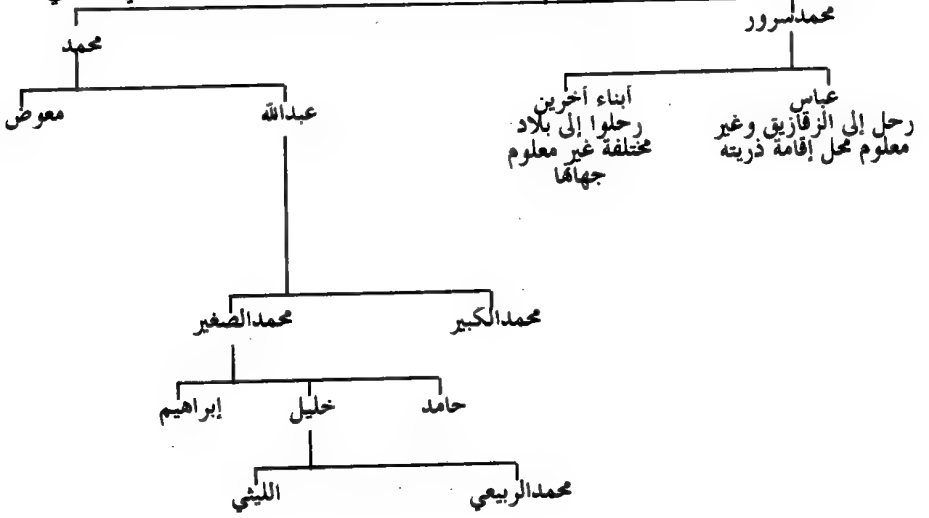 محمدسرور
محمد
عباس
رحل إلى الزقازيق وغير
معلوم محل إقامة ذريته
أبناء أخرين
رحلوا إلى بلاد
مختلفة غير معلوم
جهاتها
عبدالله
معوض
محمدالكبير
محمدالصغير
حامد
خليل
إبراهيم
محمدالربيعي
الليثي